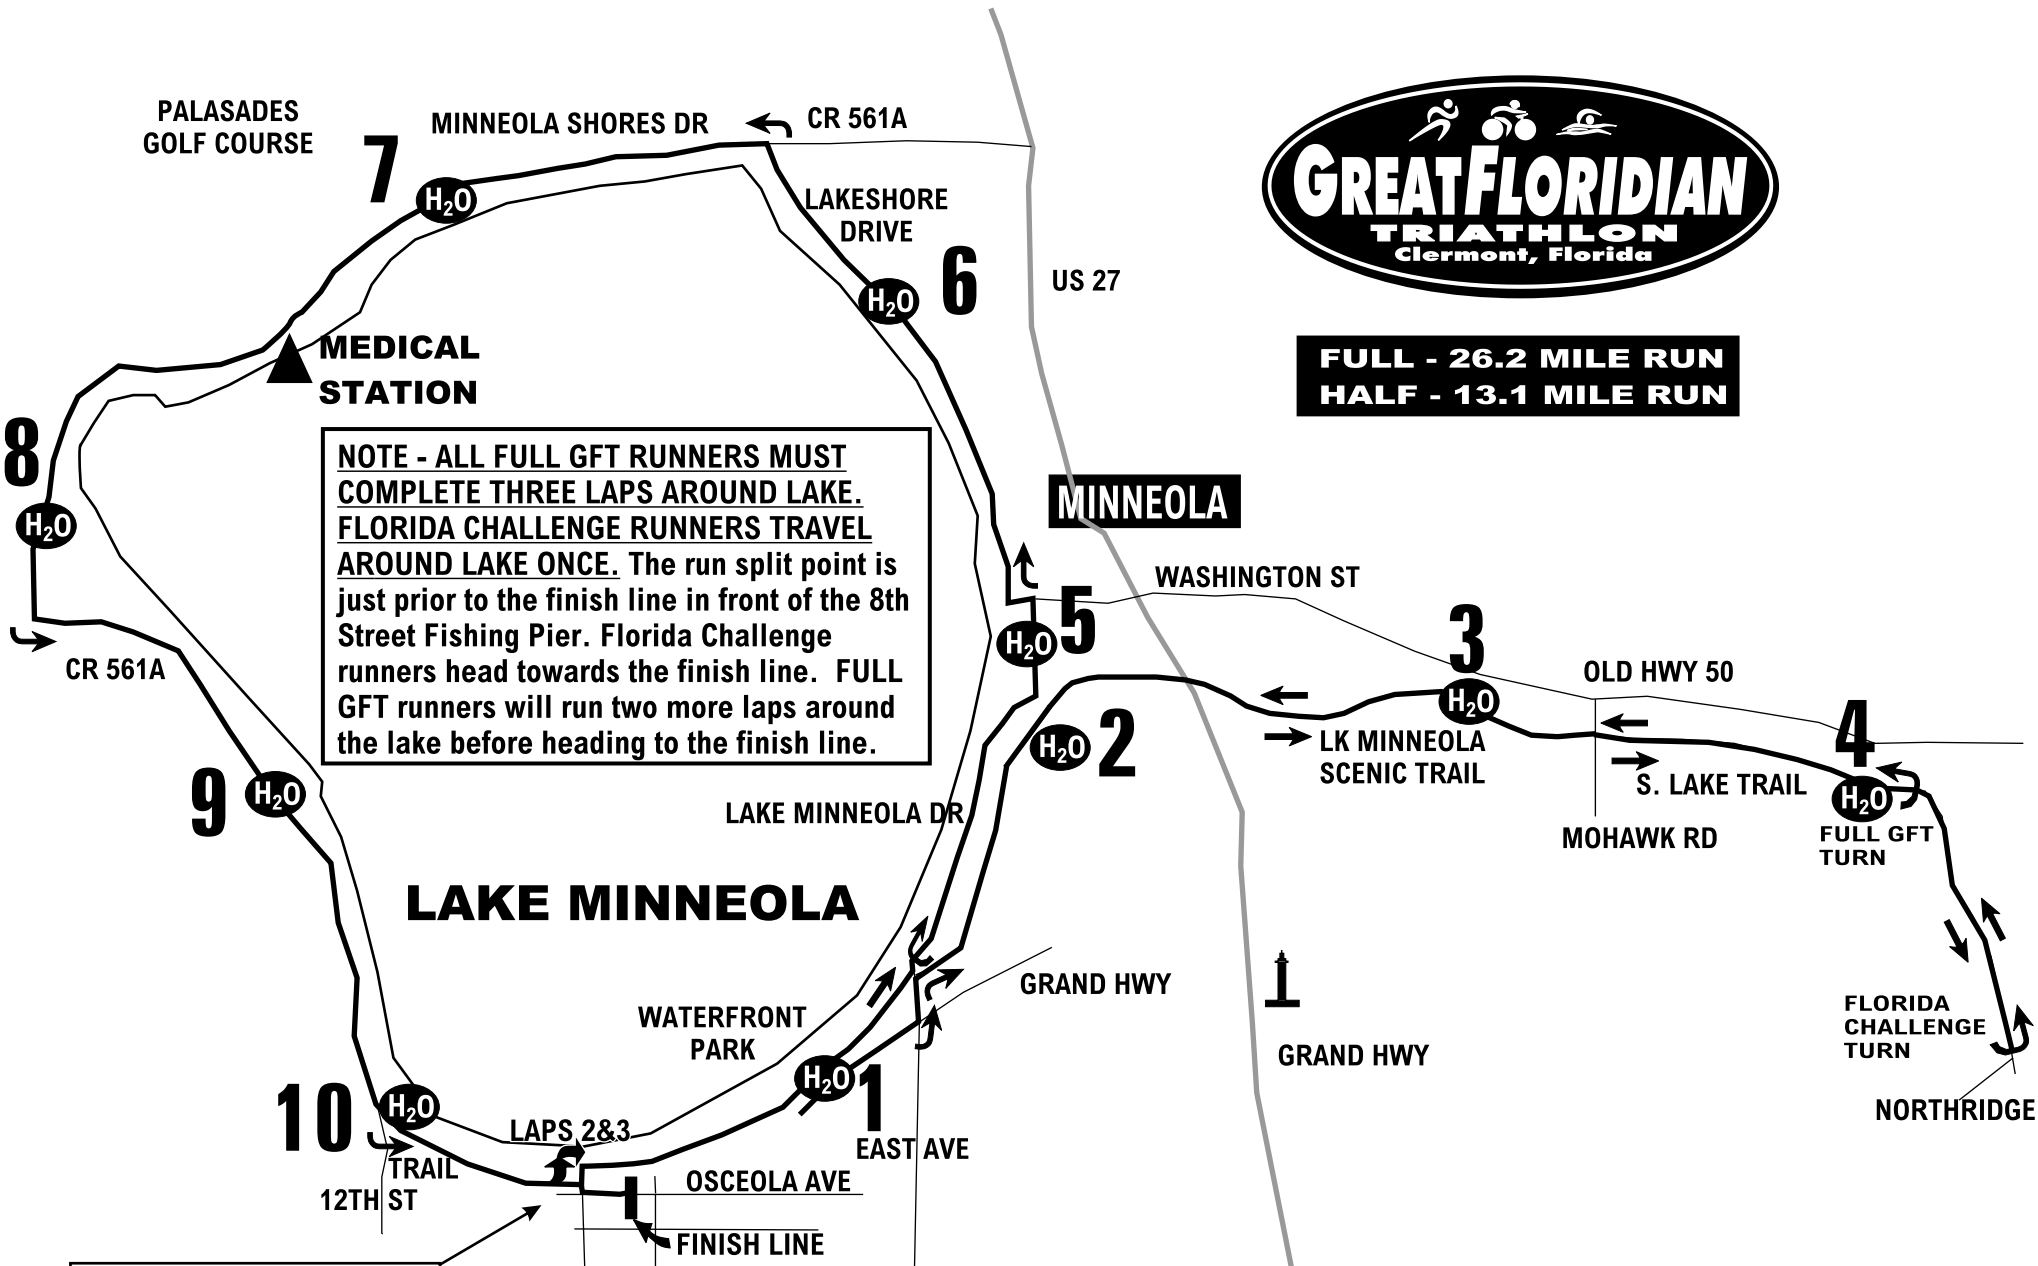 PALASADES
GOLF COURSE
7
MINNEOLA SHORES DR
CR 561A
H2O
LAKESHORE
DRIVE
6
H2O
US 27
GREAT FLORIDIAN
TRIATHLON
Clermont, Florida
FULL - 26.2 MILE RUN
HALF - 13.1 MILE RUN
MEDICAL
STATION
8
H2O
CR 561A
NOTE - ALL FULL GFT RUNNERS MUST
COMPLETE THREE LAPS AROUND LAKE.
FLORIDA CHALLENGE RUNNERS TRAVEL
AROUND LAKE ONCE. The run split point is
just prior to the finish line in front of the 8th
Street Fishing Pier. Florida Challenge
runners head towards the finish line. FULL
GFT runners will run two more laps around
the lake before heading to the finish line.
MINNEOLA
WASHINGTON ST
5
H2O
3
H2O
OLD HWY 50
2
H2O
LK MINNEOLA
SCENIC TRAIL
4
H2O
S. LAKE TRAIL
MOHAWK RD
FULL GFT
TURN
9
H2O
LAKE MINNEOLA DR
LAKE MINNEOLA
GRAND HWY
GRAND HWY
FLORIDA
CHALLENGE
TURN
NORTHRIDGE
WATERFRONT
PARK
H2O
1
EAST AVE
10
H2O
LAPS 2&3
TRAIL
12TH ST
OSCEOLA AVE
FINISH LINE